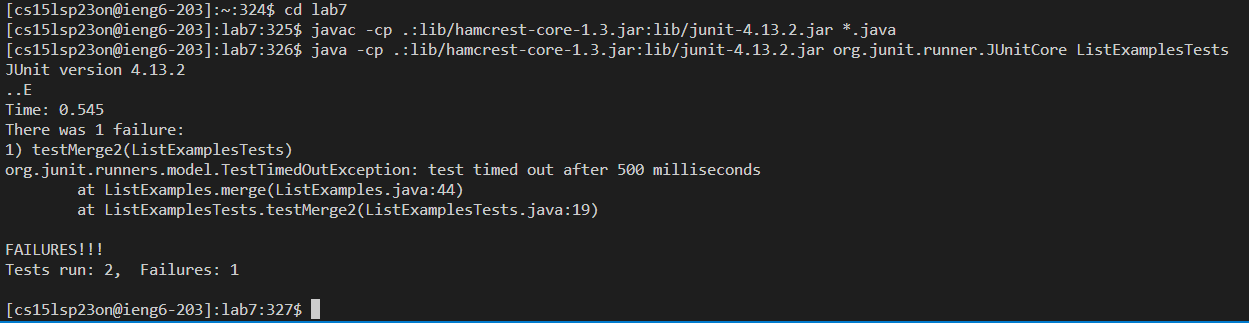 [cs15lsp23on@ieng6-203]:~:324$ cd lab7
[cs15lsp23on@ieng6-203]:lab7:325$ javac -cp .:lib/hamcrest-core-1.3.jar:lib/junit-4.13.2.jar *.java
[cs15lsp23on@ieng6-203]:lab7:326$ java -cp .:lib/hamcrest-core-1.3.jar:lib/junit-4.13.2.jar org.junit.runner.JUnitCore ListExamplesTests
JUnit version 4.13.2
..E
Time: 0.545
There was 1 failure:
1) testMerge2(ListExamplesTests)
org.junit.runners.model.TestTimedOutException: test timed out after 500 milliseconds
        at ListExamples.merge(ListExamples.java:44)
        at ListExamplesTests.testMerge2(ListExamplesTests.java:19)

FAILURES!!!
Tests run: 2,  Failures: 1

[cs15lsp23on@ieng6-203]:lab7:327$